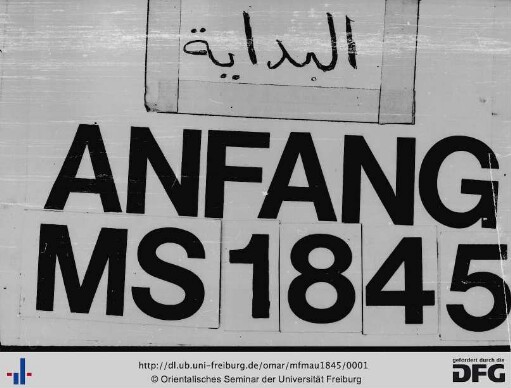 البداية
ANFANG
MS 1845
http://dl.ub.uni-freiburg.de/omar/mfmau1845/0001
© Orientalisches Seminar der Universität Freiburg
gefördert durch die
DFG